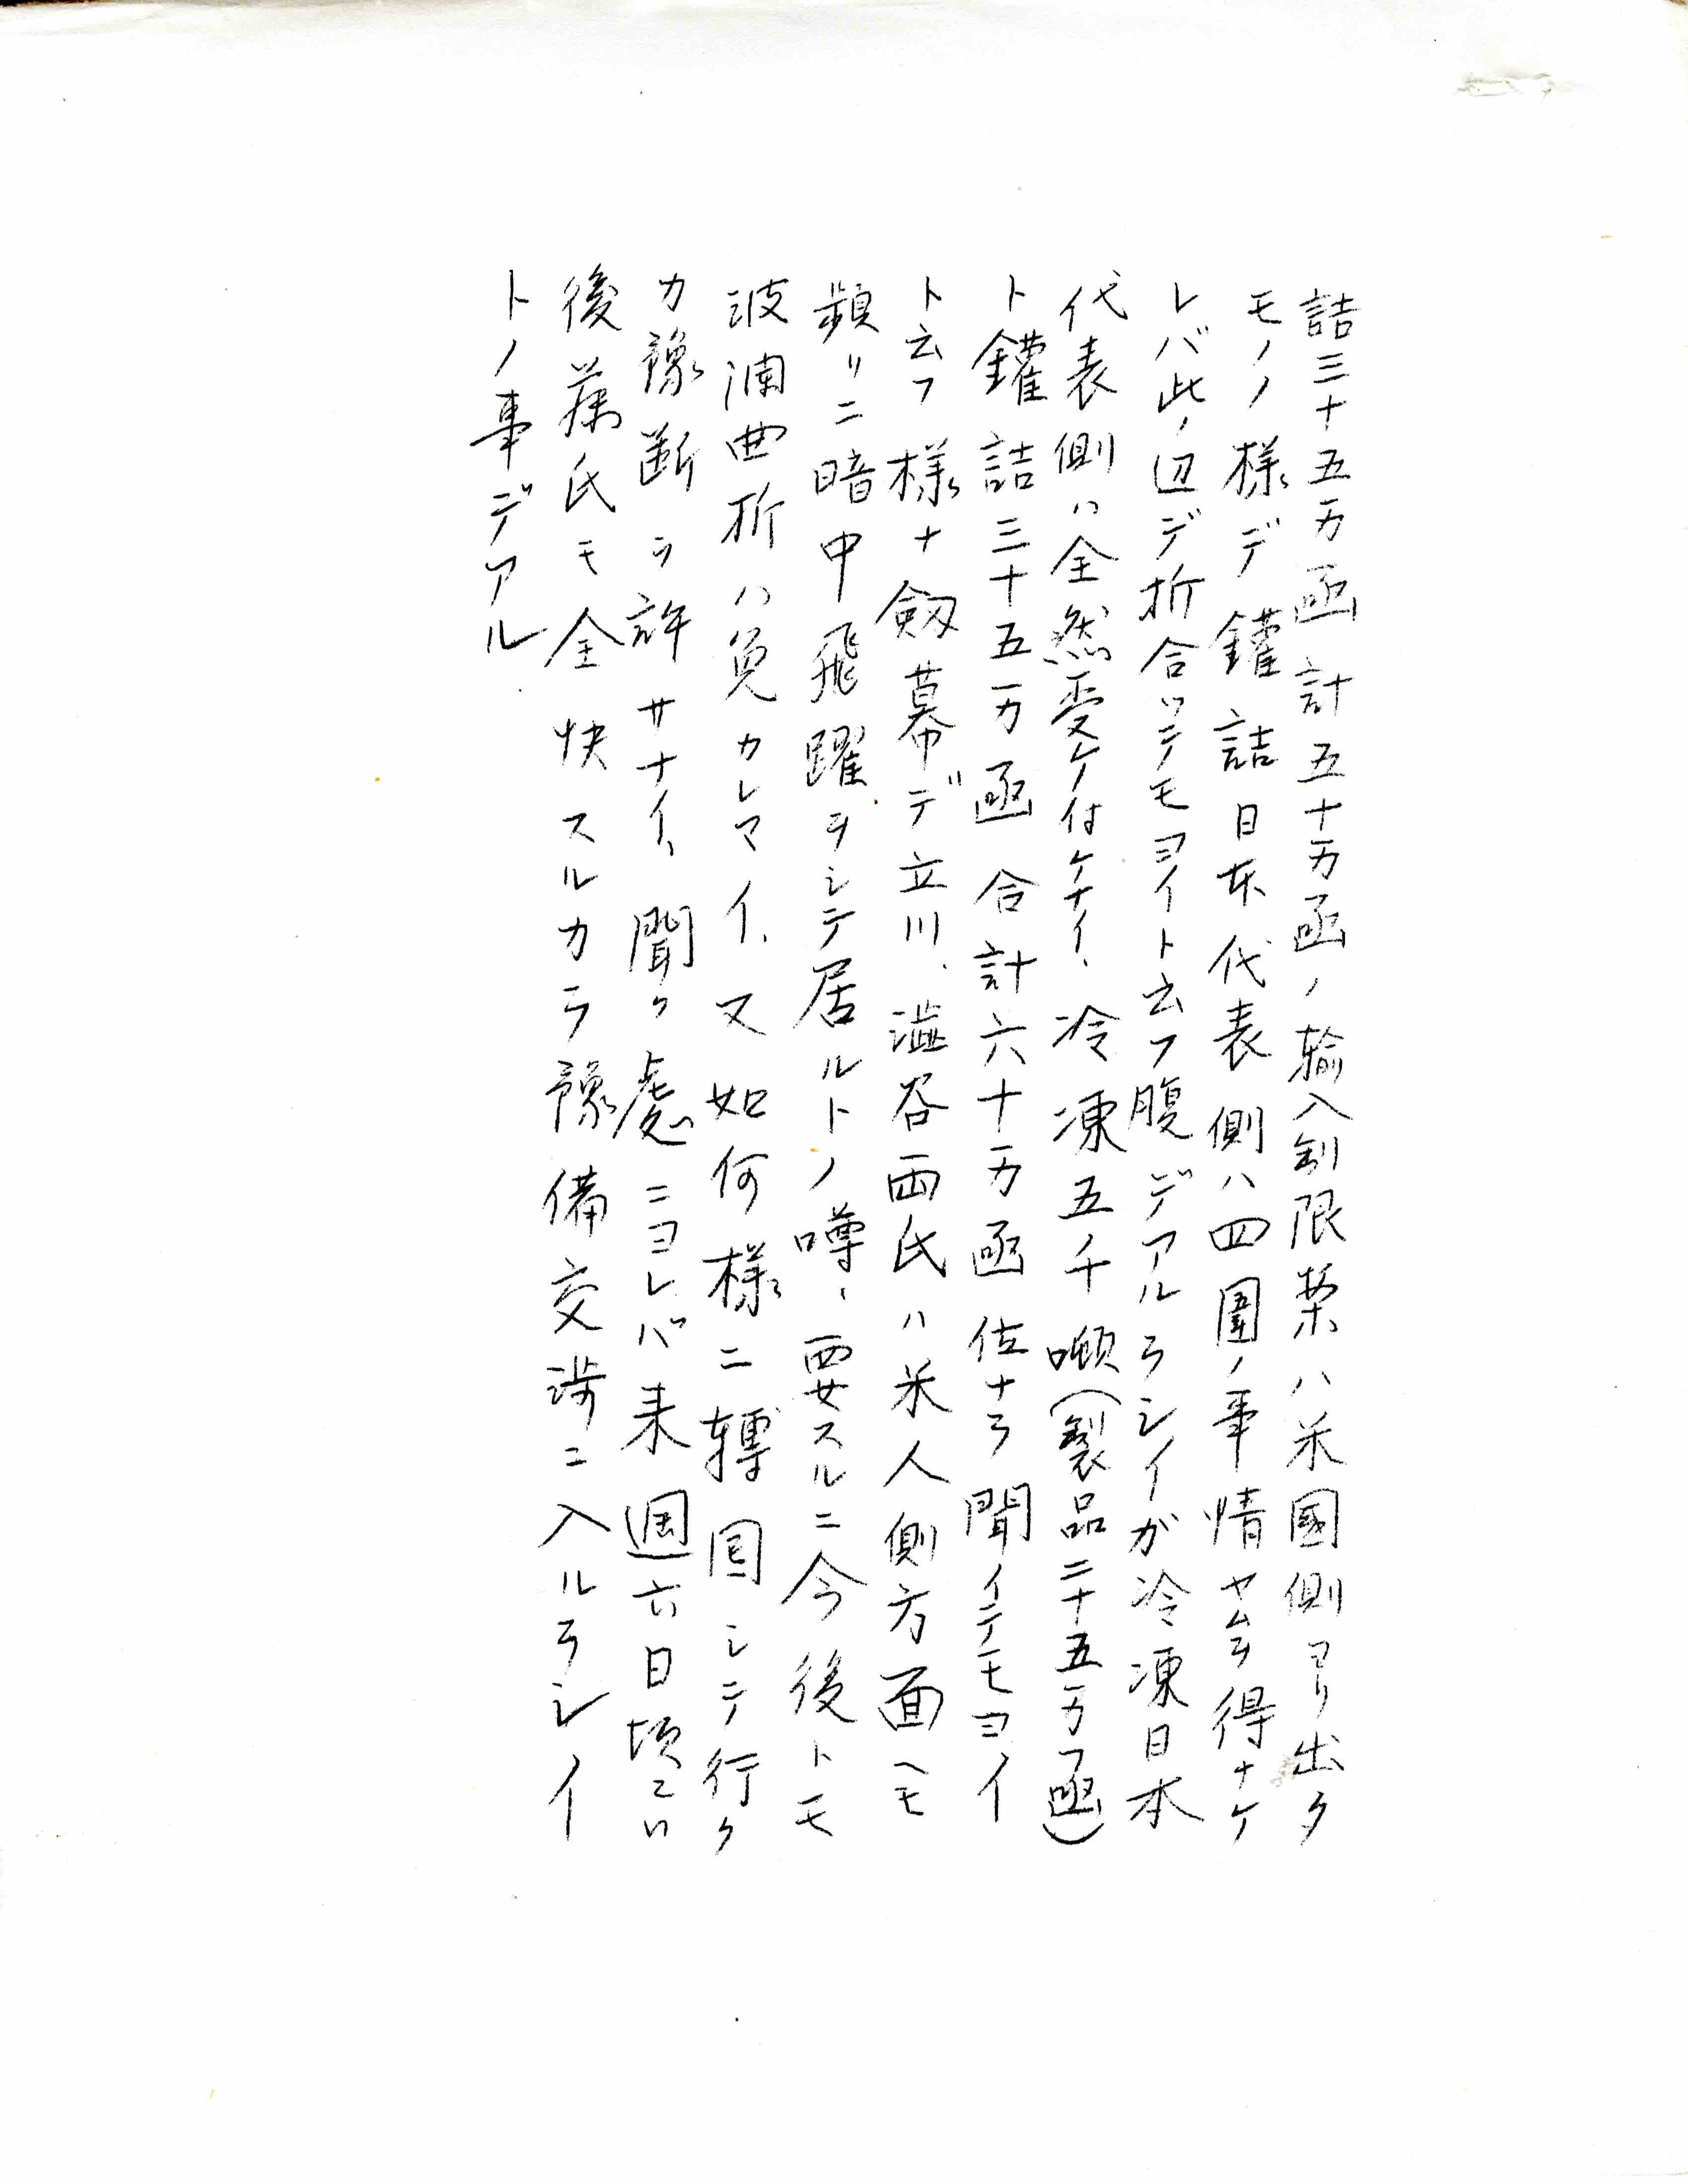 詰三十五万函計五十万函ノ輸入制限案ハ米國側ヨリ出タ
モノノ様デ鑵詰日本代表側ハ四圍ノ事情ヤムヲ得ナケ
レバ此ノ辺デ折合ツテモヨイト云フ腹デアルラシイガ冷凍日本
代表側ハ全然受ケ付ケナイ、冷凍五千噸(製品二十五万函)
ト鑵詰三十五万函合計六十万函位ナラ聞イテモヨイ
ト云フ様ナ劔幕デ立川、澁谷両氏ハ米人側方面ヘモ
頻リニ暗中飛躍ヲシテ居ルトノ噂、要スルニ今後トモ
波瀾曲折ハ免カレマイ、又如何様ニ轉回シテ行ク
カ豫断ヲ許サナイ、聞ク處ニヨレバ来週六日頃ニハ
後藤氏モ全快スルカラ豫備交渉ニ入ルラシイ
トノ事デアル